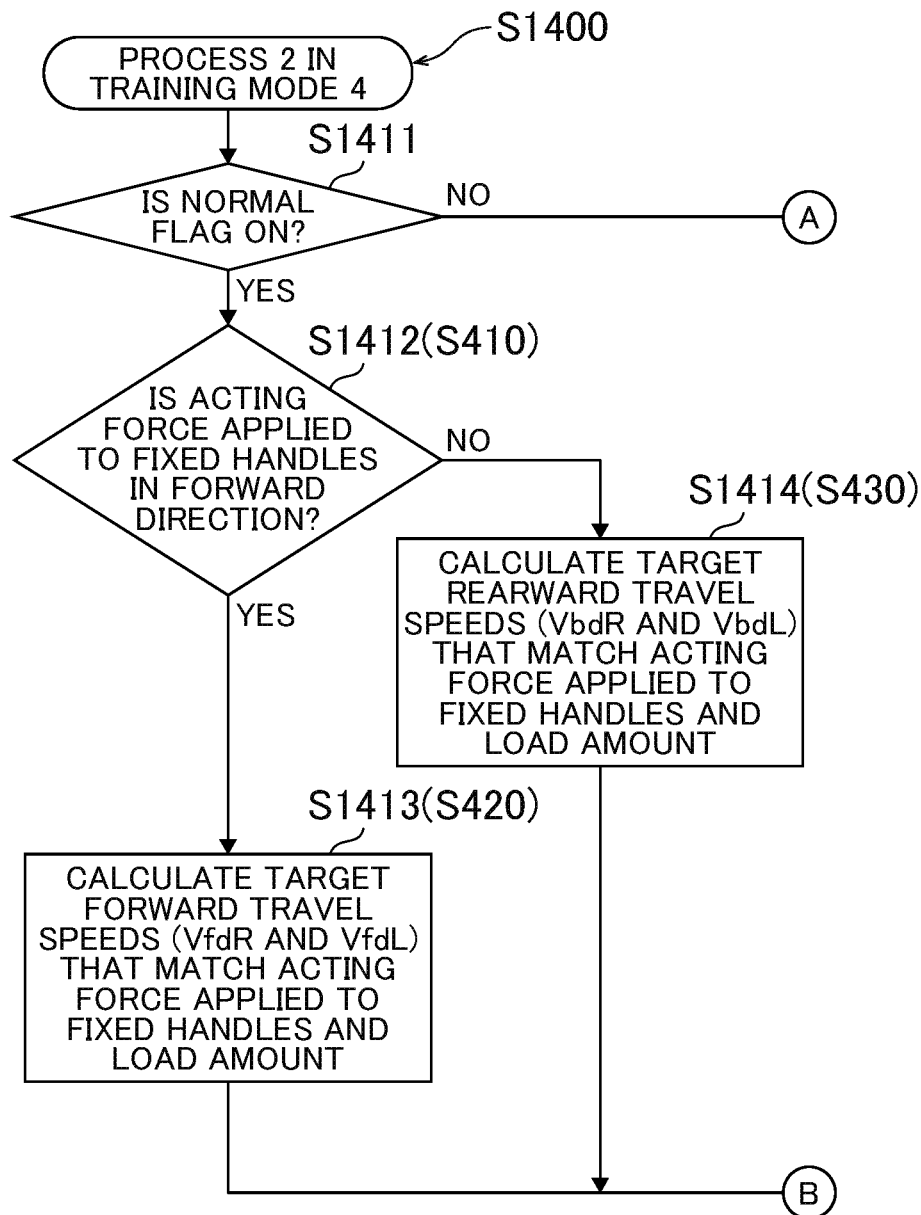 S1400
PROCESS 2 IN
TRAINING MODE 4
S1411
IS NORMAL
FLAG ON?
NO
A
YES
S1412(S410)
IS ACTING
FORCE APPLIED
TO FIXED HANDLES
IN FORWARD
DIRECTION?
NO
YES
S1414(S430)
CALCULATE TARGET
REARWARD TRAVEL
SPEEDS (VbdR AND VbdL)
THAT MATCH ACTING
FORCE APPLIED TO
FIXED HANDLES AND
LOAD AMOUNT
S1413(S420)
CALCULATE TARGET
FORWARD TRAVEL
SPEEDS (VfdR AND VfdL)
THAT MATCH ACTING
FORCE APPLIED TO
FIXED HANDLES AND
LOAD AMOUNT
B